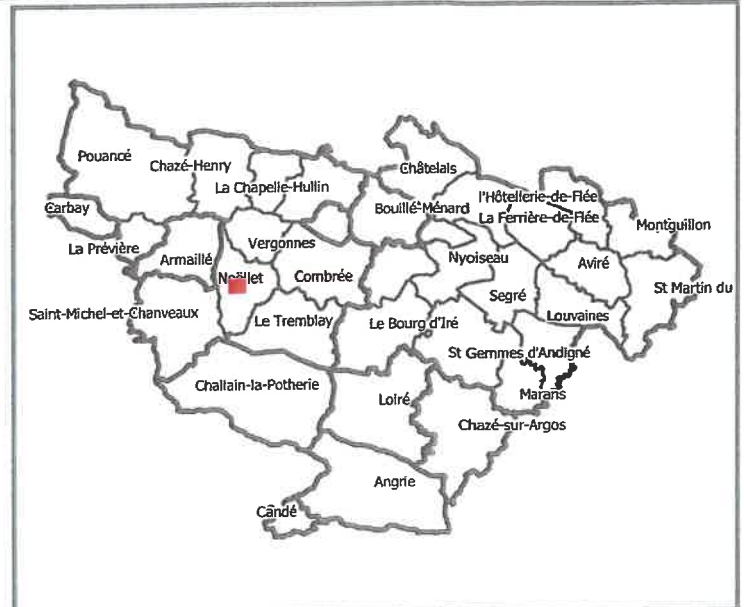 Châtelais
Pouancé
Chazé-Henry
La Chapelle-Hullin
l'Hôtellerie-de-Flée
Carbay
Bouillé-Ménard
La Ferrière-de-Flée
Montguillon
La Prévière
Vergonnes
Armaillé
Nyoiseau
Aviré
Noëllet
Combrée
St Martin du
Segré
Saint-Michel-et-Chanveaux
Le Tremblay
Le Bourg d'Iré
Louvaines
St Gemmes d'Andigné
Challain-la-Potherie
Loiré
Marans
Chazé-sur-Argos
Angrie
Candé